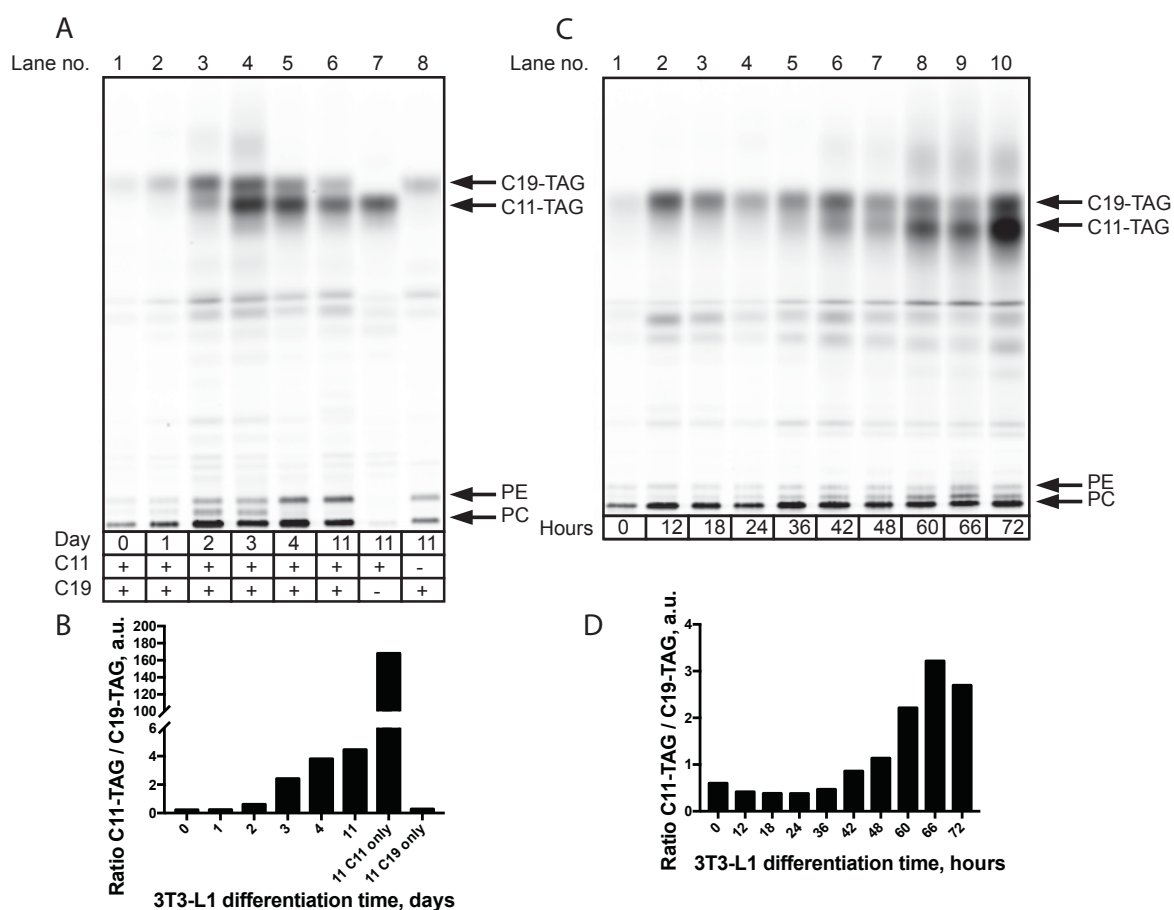 A
Lane no. 1 2 3 4 5 6 7 8
C19-TAG
C11-TAG
PE
PC
Day 0 1 2 3 4 11 11 11
C11 + + + + + + + -
C19 + + + + + + - +
B
Ratio C11-TAG / C19-TAG, a.u.
200
180
160
140
120
100
6
4
2
0
0 1 2 3 4 11 11 C11 only 11 C19 only
3T3-L1 differentiation time, days
C
Lane no. 1 2 3 4 5 6 7 8 9 10
C19-TAG
C11-TAG
PE
PC
Hours 0 12 18 24 36 42 48 60 66 72
D
Ratio C11-TAG / C19-TAG, a.u.
4
3
2
1
0
0 12 18 24 36 42 48 60 66 72
3T3-L1 differentiation time, hours